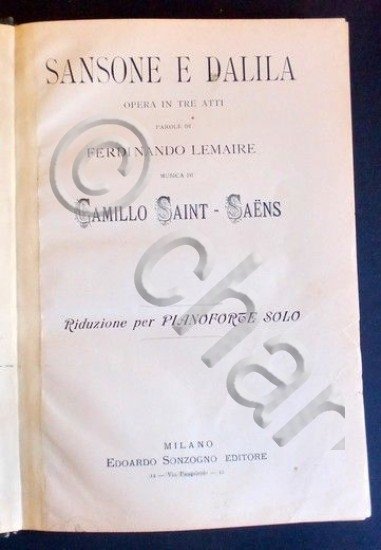 SANSONE E DALILA
OPERA IN TRE ATTI
PAROLE DI
FERDINANDO LEMAIRE
MUSICA DI
CAMILLO SAINT-SAËNS
Riduzione per PIANOFORTE SOLO
MILANO
EDOARDO SONZOGNO EDITORE
© char